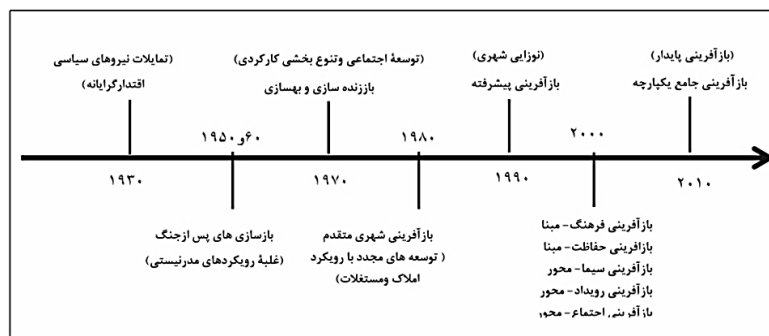 (تمایلات نیروهای سیاسی
اقتدارگرایانه)
۱۹۳۰
۱۹۵۰و۶۰
بازسازی های پس ازجنگ
(غلبهٔ رویکردهای مدرنیستی)
(توسعهٔ اجتماعی وتنوع بخشی کارکردی)
باززنده سازی و بهسازی
۱۹۷۰
۱۹۸۰
بازآفرینی شهری متقدم
( توسعه های مجدد با رویکرد
املاک ومستغلات)
(نوزایی شهری)
بازآفرینی پیشرفته
۱۹۹۰
۲۰۰۰
بازآفرینی فرهنگ- مبنا
بازافرینی حفاظت- مبنا
بازآفرینی سیما- محور
بازآفرینی رویداد- محور
بازآفرینی اجتماع- محور
(بازآفرینی پایدار)
بازآفرینی جامع یکپارچه
۲۰۱۰